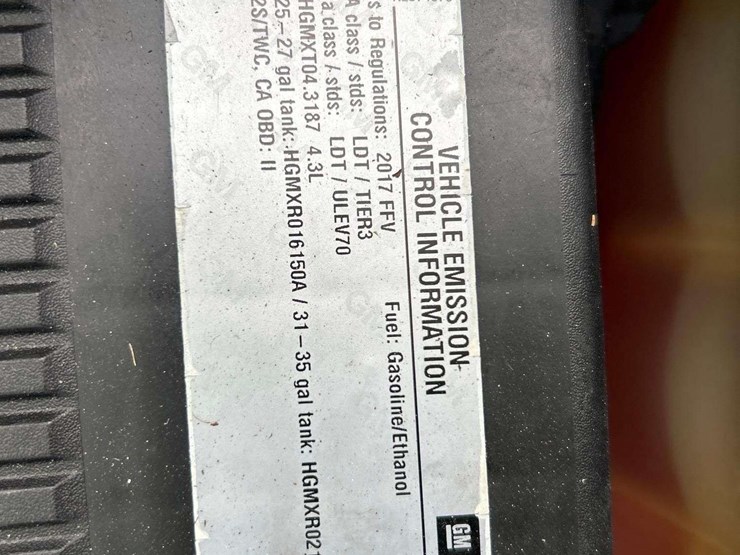 VEHICLE EMISSION
CONTROL INFORMATION
GM
s to Regulations: 2017 FFV Fuel: Gasoline/Ethanol
A class / stds: LDT / TIER3
a class / stds: LDT / ULEV70
HGMXT04.3187 4.3L
25–27 gal tank: HGMXR016150A / 31–35 gal tank: HGMXR021
2S/TWC, CA OBD: II